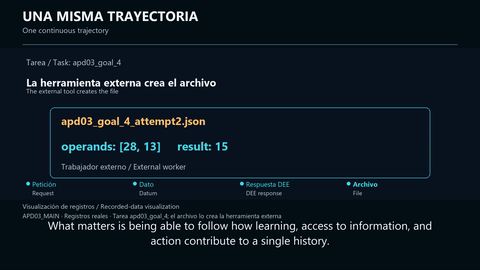 UNA MISMA TRAYECTORIA
One continuous trajectory
Tarea / Task: apd03_goal_4
La herramienta externa crea el archivo
The external tool creates the file
apd03_goal_4_attempt2.json
operands: [28, 13] result: 15
Trabajador externo / External worker
Petición Dato Respuesta DEE Archivo
Request Datum DEE response File
Visualización de registros / Recorded-data visualization
APD03_MAIN · Registros reales · Tarea apd03_goal_4; el archivo lo crea la herramienta externa
What matters is being able to follow how learning, access to information, and
action contribute to a single history.